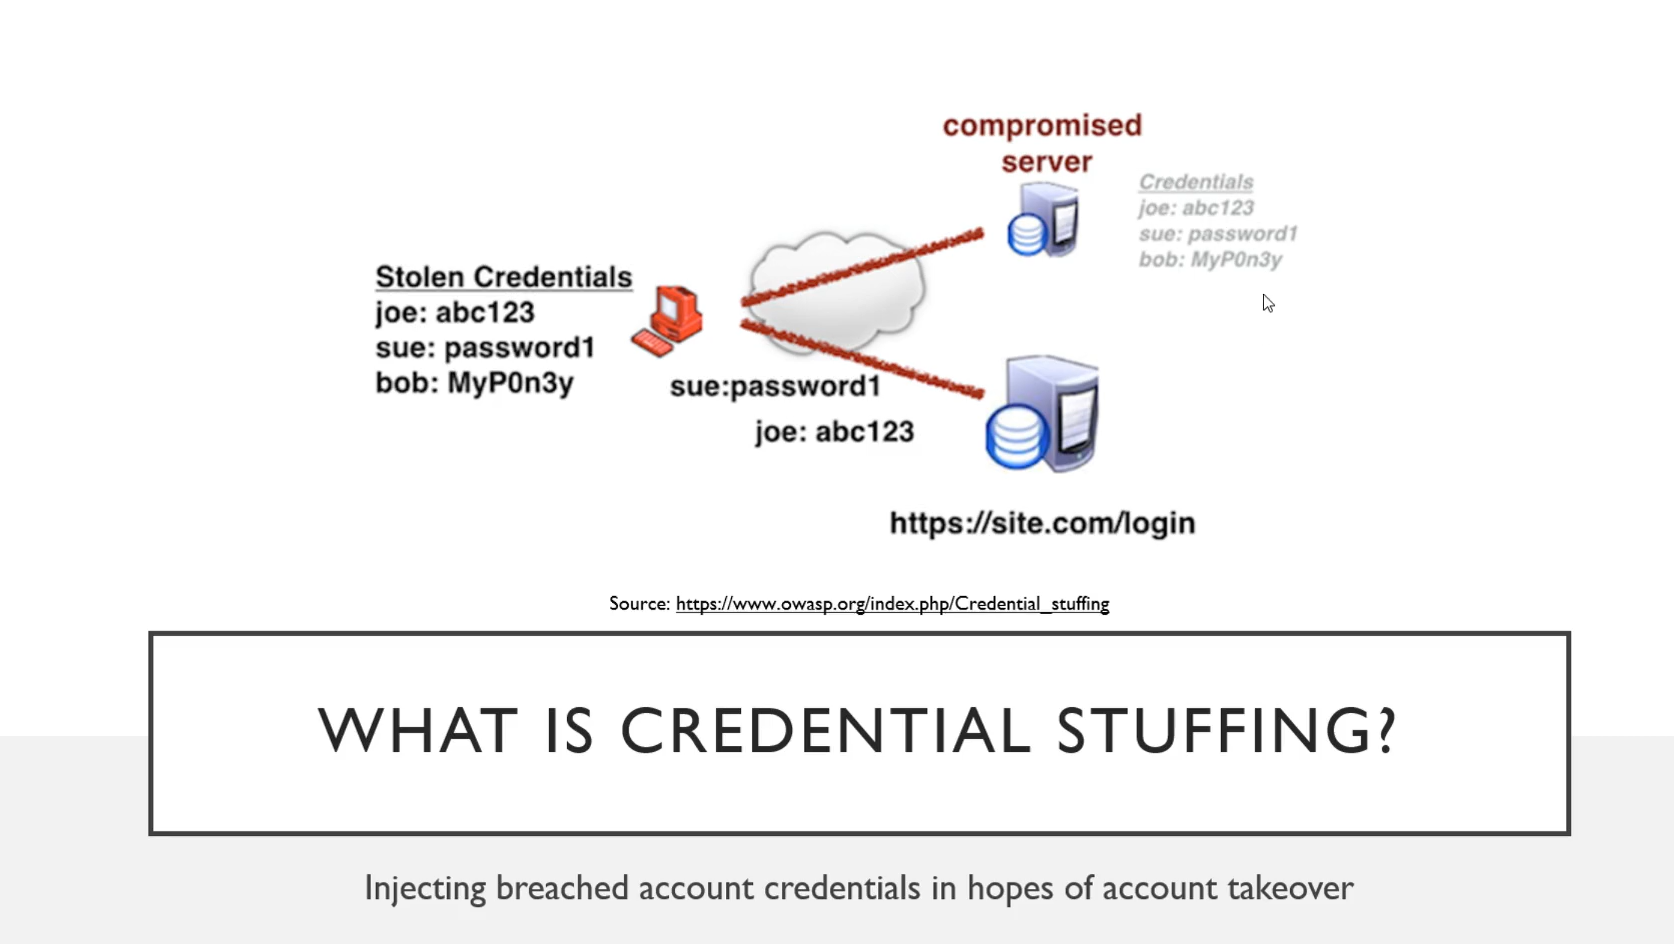 compromised
server
Credentials
joe: abc123
sue: password1
bob: MyP0n3y
Stolen Credentials
joe: abc123
sue: password1
bob: MyP0n3y
sue:password1
joe: abc123
https://site.com/login
Source: https://www.owasp.org/index.php/Credential_stuffing
WHAT IS CREDENTIAL STUFFING?
Injecting breached account credentials in hopes of account takeover